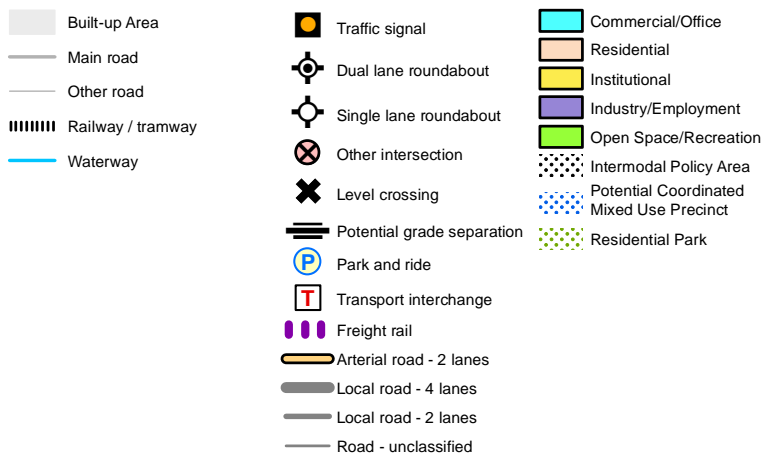 Built-up Area
Main road
Other road
Railway / tramway
Waterway
Traffic signal
Dual lane roundabout
Single lane roundabout
Other intersection
Level crossing
Potential grade separation
P Park and ride
T Transport interchange
Freight rail
Arterial road - 2 lanes
Local road - 4 lanes
Local road - 2 lanes
Road - unclassified
Commercial/Office
Residential
Institutional
Industry/Employment
Open Space/Recreation
Intermodal Policy Area
Potential Coordinated
Mixed Use Precinct
Residential Park